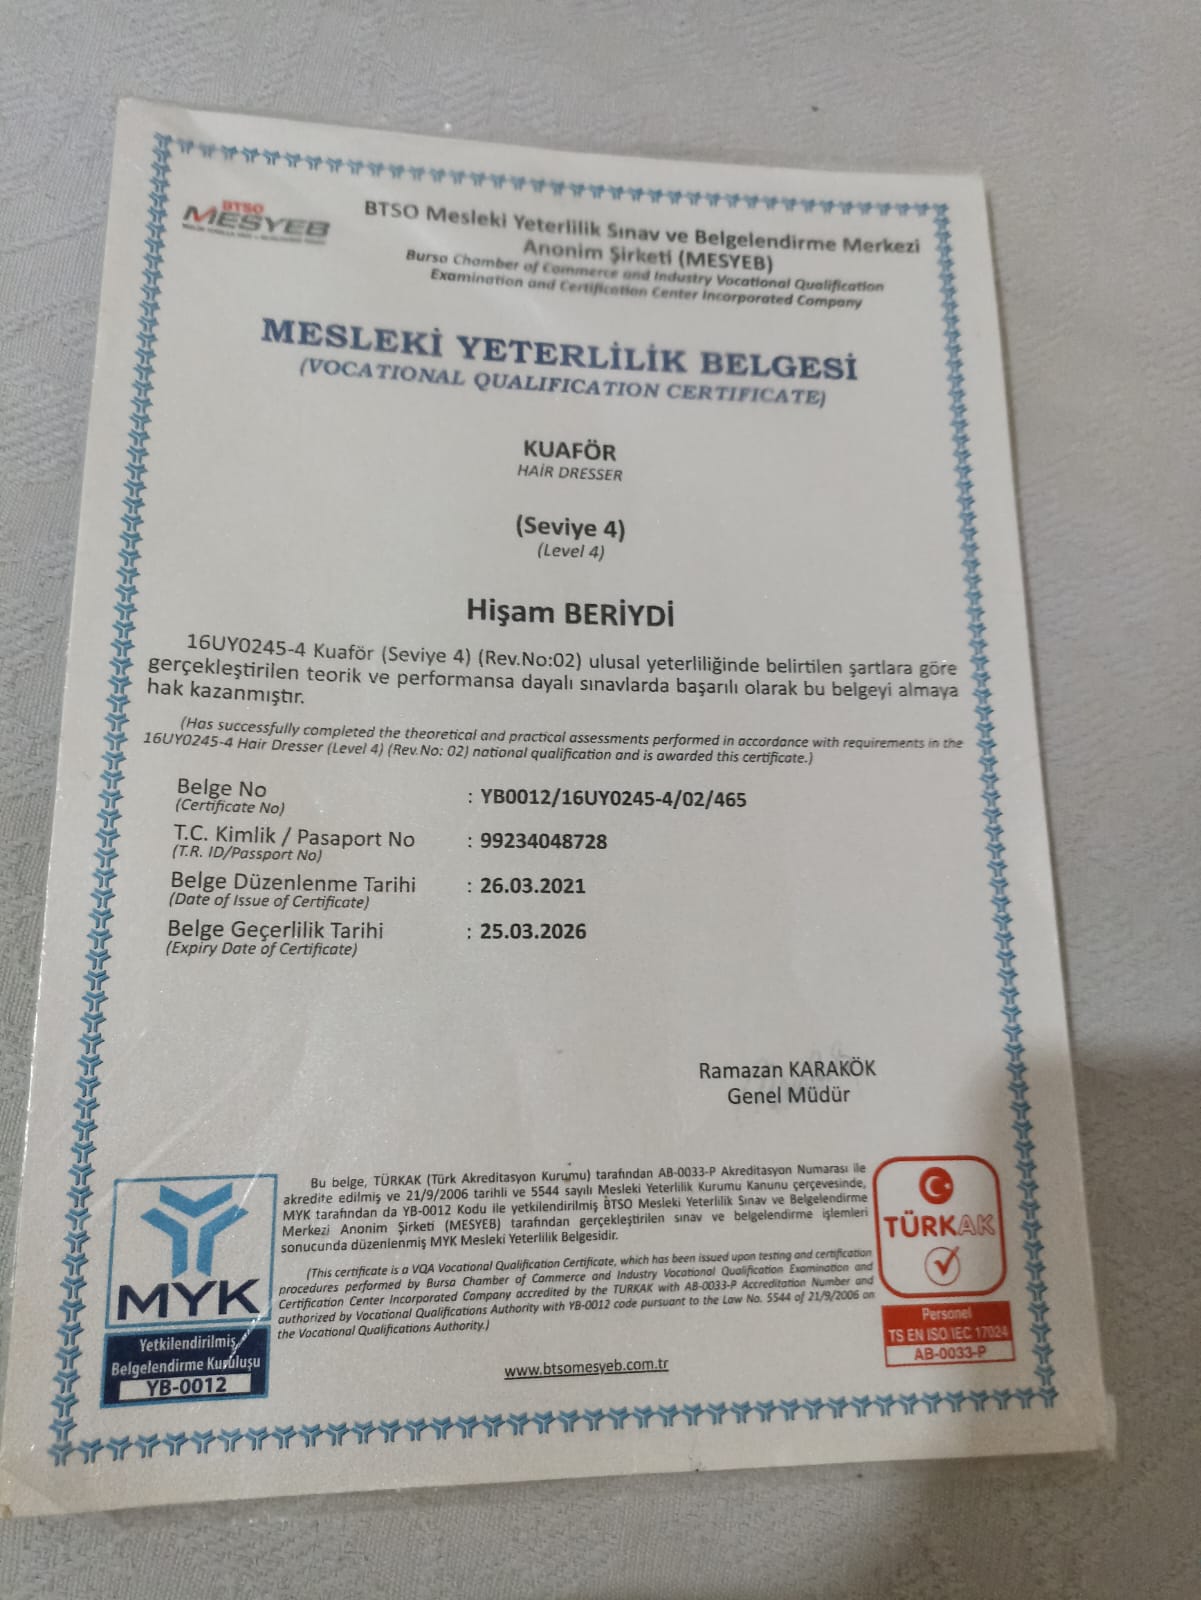 BTSO
MESYEB
BTSO Mesleki Yeterlilik Sınav ve Belgelendirme Merkezi
Anonim Şirketi (MESYEB)
Bursa Chamber of Commerce and Industry Vocational Qualification
Examination and Certification Center Incorporated Company
MESLEKİ YETERLİLİK BELGESİ
(VOCATIONAL QUALIFICATION CERTIFICATE)
KUAFÖR
HAİR DRESSER
(Seviye 4)
(Level 4)
Hişam BERİYDİ
16UY0245-4 Kuaför (Seviye 4) (Rev.No:02) ulusal yeterliliğinde belirtilen şartlara göre
gerçekleştirilen teorik ve performansa dayalı sınavlarda başarılı olarak bu belgeyi almaya
hak kazanmıştır.
(Has successfully completed the theoretical and practical assessments performed in accordance with requirements in the
16UY0245-4 Hair Dresser (Level 4) (Rev.No: 02) national qualification and is awarded this certificate.)
Belge No : YB0012/16UY0245-4/02/465
(Certificate No)
T.C. Kimlik / Pasaport No : 99234048728
(T.R. ID/Passport No)
Belge Düzenlenme Tarihi : 26.03.2021
(Date of Issue of Certificate)
Belge Geçerlilik Tarihi : 25.03.2026
(Expiry Date of Certificate)
Ramazan KARAKÖK
Genel Müdür
Bu belge, TÜRKAK (Türk Akreditasyon Kurumu) tarafından AB-0033-P Akreditasyon Numarası ile
akredite edilmiş ve 21/9/2006 tarihli ve 5544 sayılı Mesleki Yeterlilik Kurumu Kanunu çerçevesinde,
MYK tarafından da YB-0012 Kodu ile yetkilendirilmiş BTSO Mesleki Yeterlilik Sınav ve Belgelendirme
Merkezi Anonim Şirketi (MESYEB) tarafından gerçekleştirilen sınav ve belgelendirme işlemleri
sonucunda düzenlenmiş MYK Mesleki Yeterlilik Belgesidir.
(This certificate is a VQA Vocational Qualification Certificate, which has been issued upon testing and certification
procedures performed by Bursa Chamber of Commerce and Industry Vocational Qualification Examination and
Certification Center Incorporated Company accredited by the TURKAK with AB-0033-P Accreditation Number and
authorized by Vocational Qualifications Authority with YB-0012 code pursuant to the Law No. 5544 of 21/9/2006 on
the Vocational Qualifications Authority.)
www.btsomesyeb.com.tr
MYK
Yetkilendirilmiş
Belgelendirme Kuruluşu
YB-0012
TÜRKAK
Personel
TS EN ISO/IEC 17024
AB-0033-P